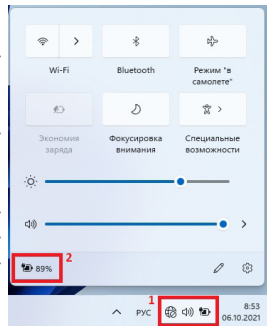 Wi-Fi
Bluetooth
Режим "в
самолете"
Экономия
заряда
Фокусировка
внимания
Специальные
возможности
2
89%
1
РУС
8:53
06.10.2021